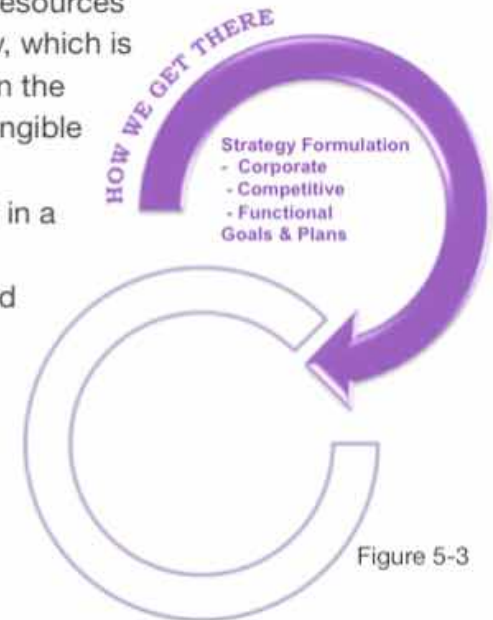 esources
, which is
n the
ngible
in a
d
HOW WE GET THERE
Strategy Formulation
- Corporate
- Competitive
- Functional
Goals & Plans
Figure 5-3